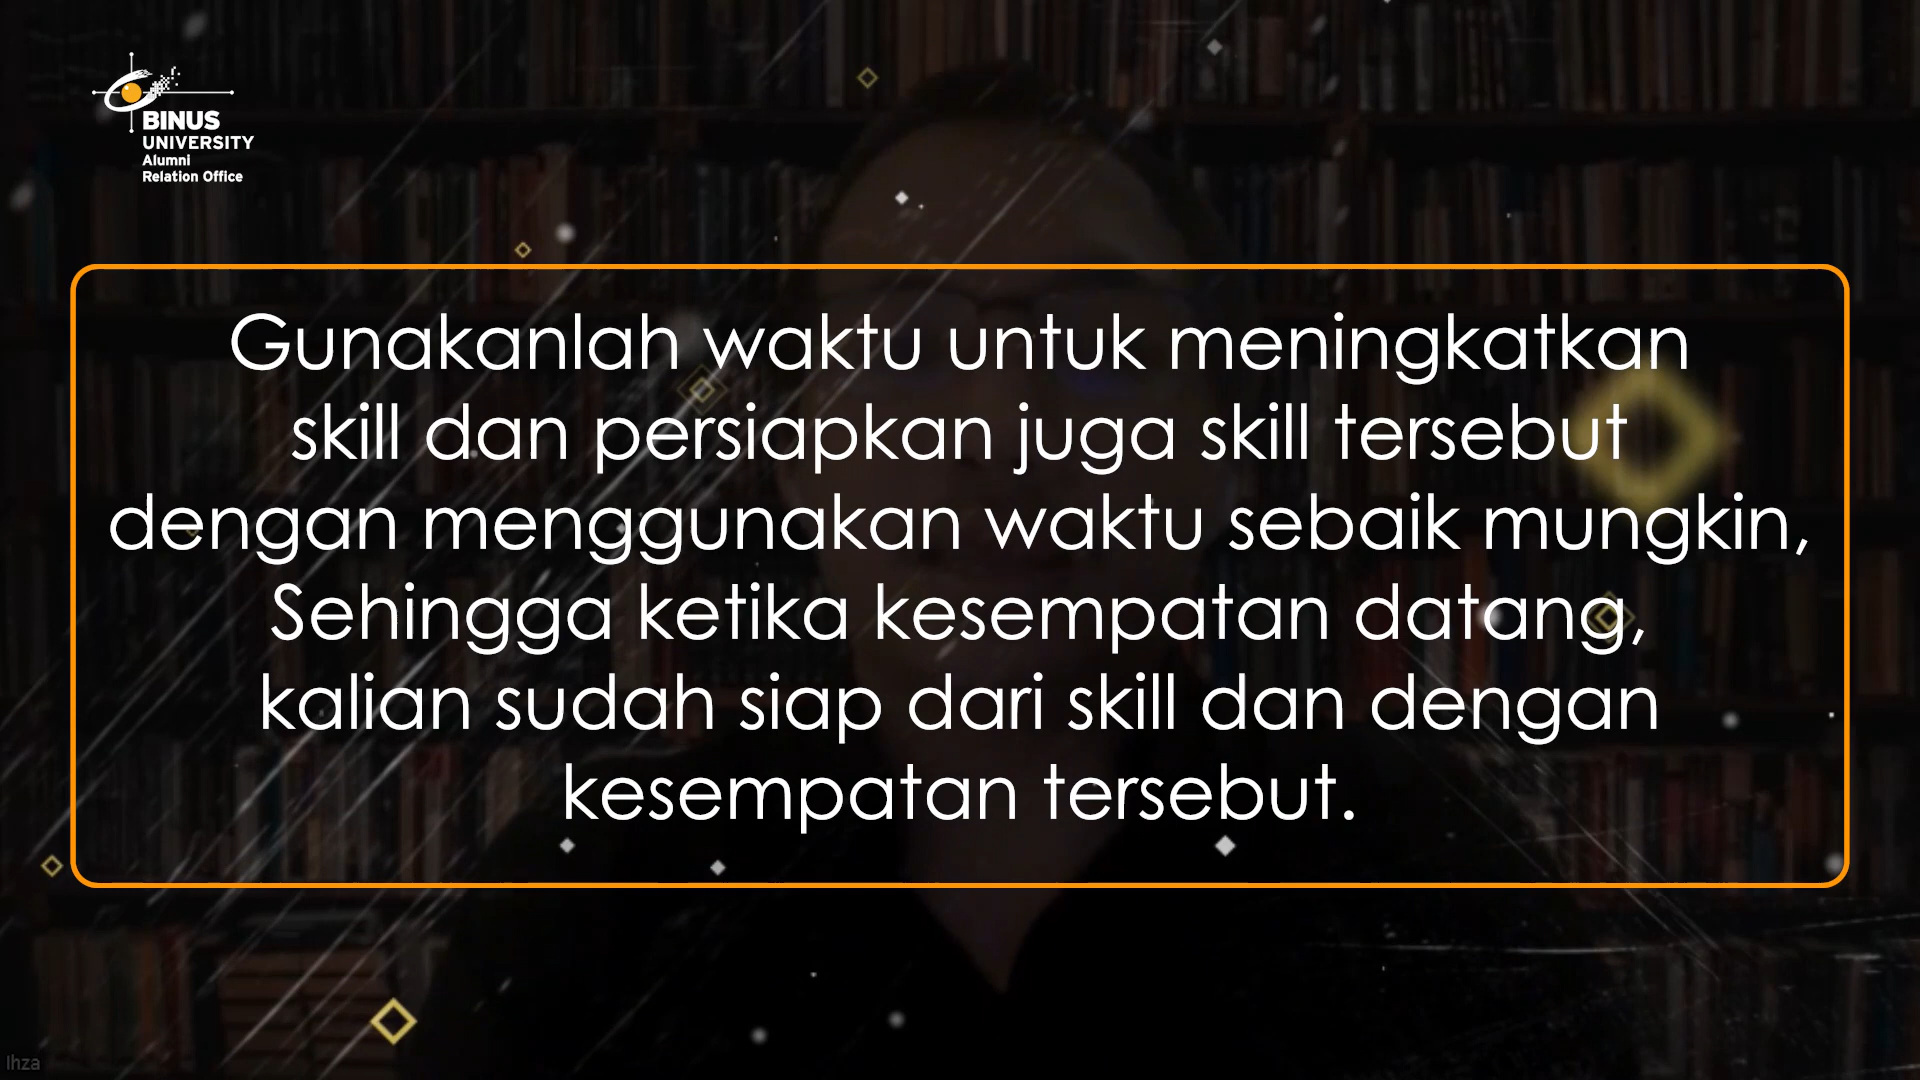 BINUS
UNIVERSITY
Alumni
Relation Office
Gunakanlah waktu untuk meningkatkan
skill dan persiapkan juga skill tersebut
dengan menggunakan waktu sebaik mungkin,
Sehingga ketika kesempatan datang,
kalian sudah siap dari skill dan dengan
kesempatan tersebut.
Ihza